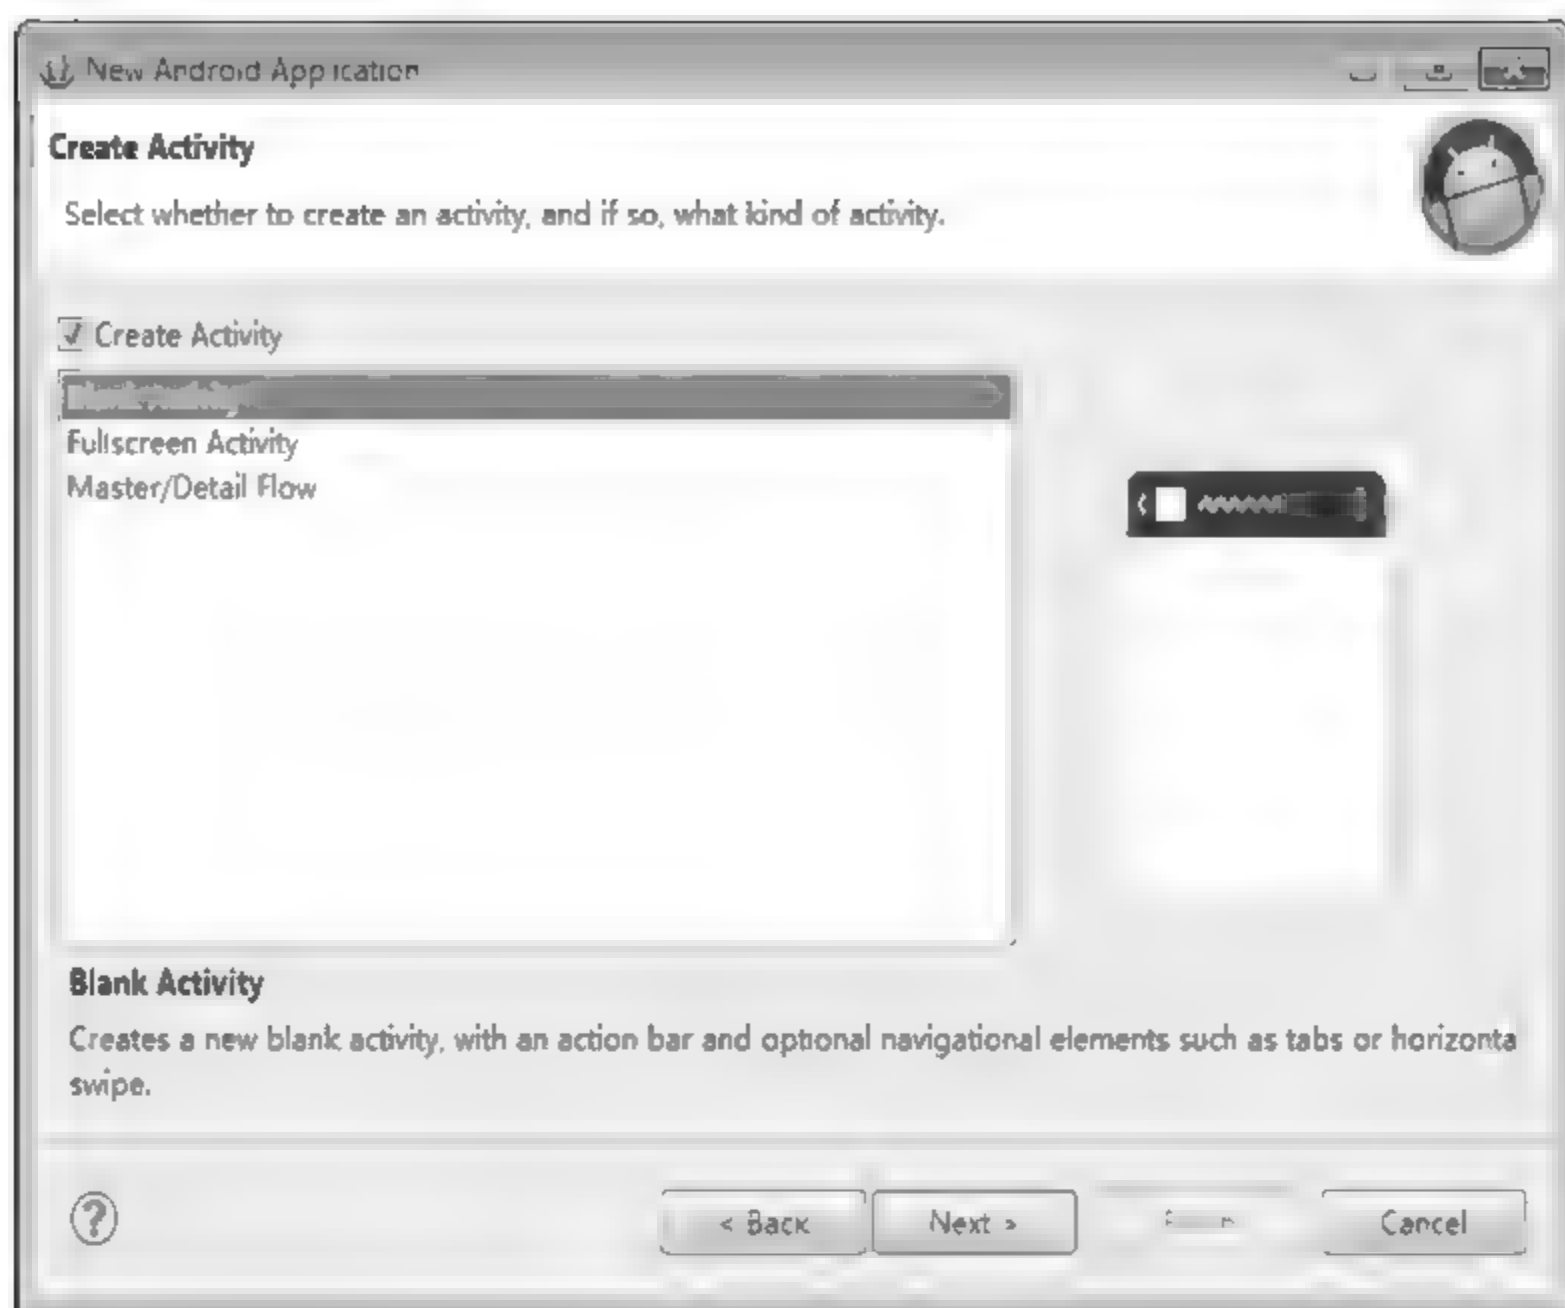 New Android Application
Create Activity
Select whether to create an activity, and if so, what kind of activity.
Create Activity
Fullscreen Activity
Master/Detail Flow
Blank Activity
Creates a new blank activity, with an action bar and optional navigational elements such as tabs or horizonta
swipe.
?
< Back
Next >
Cancel